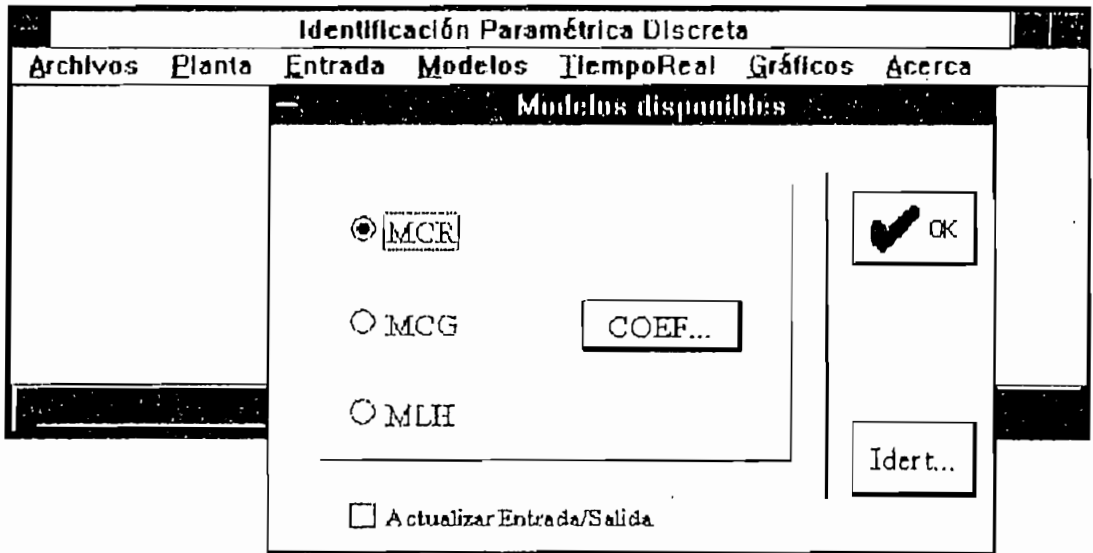 Identificación Paramétrica Discreta
Archivos Planta Entrada Modelos TiempoReal Gráficos Acerca
Modelos disponibles
MCR
OK
MCG
COEF...
MLH
Idert...
Actualizar Entrada/Salida